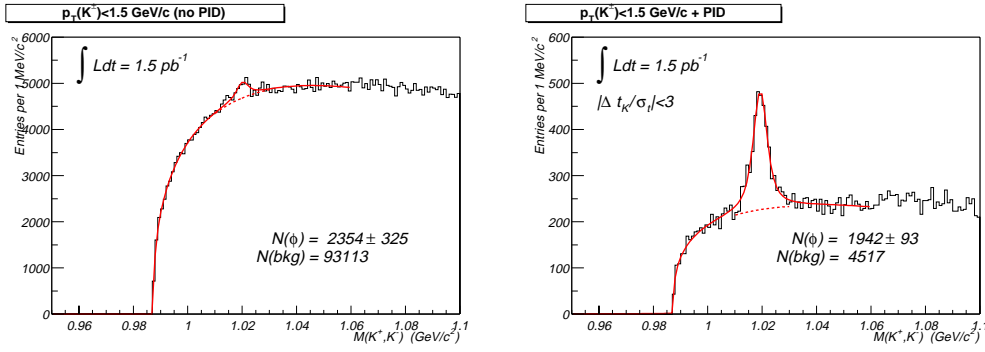 p_T(K^±)<1.5 GeV/c (no PID)
Entries per 1 MeV/c^2
6000
5000
4000
3000
2000
1000
0
∫ Ldt = 1.5 pb^-1
N(ϕ) = 2354 ± 325
N(bkg) = 93113
0.96 0.98 1 1.02 1.04 1.06 1.08 1.1
M(K^+,K^-) (GeV/c^2)
p_T(K^±)<1.5 GeV/c + PID
Entries per 1 MeV/c^2
600
500
400
300
200
100
0
∫ Ldt = 1.5 pb^-1
|Δ t_K/σ_t|<3
N(ϕ) = 1942 ± 93
N(bkg) = 4517
0.96 0.98 1 1.02 1.04 1.06 1.08 1.1
M(K^+,K^-) (GeV/c^2)